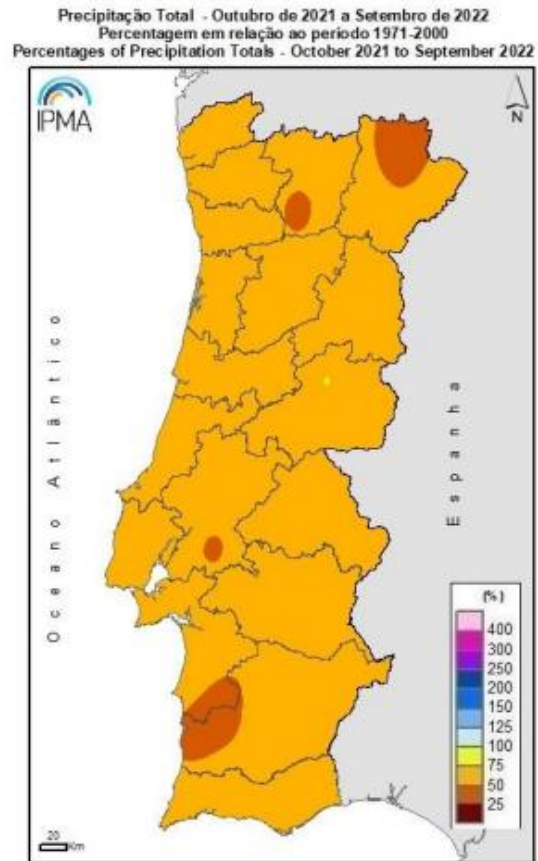 Precipitação Total - Outubro de 2021 a Setembro de 2022
Percentagem em relação ao periodo 1971-2000
Percentages of Precipitation Totals - October 2021 to September 2022
IPMA
N
Oceano Atlântico
Espanha
(%)
400
300
250
200
150
125
100
75
50
25
20
Km